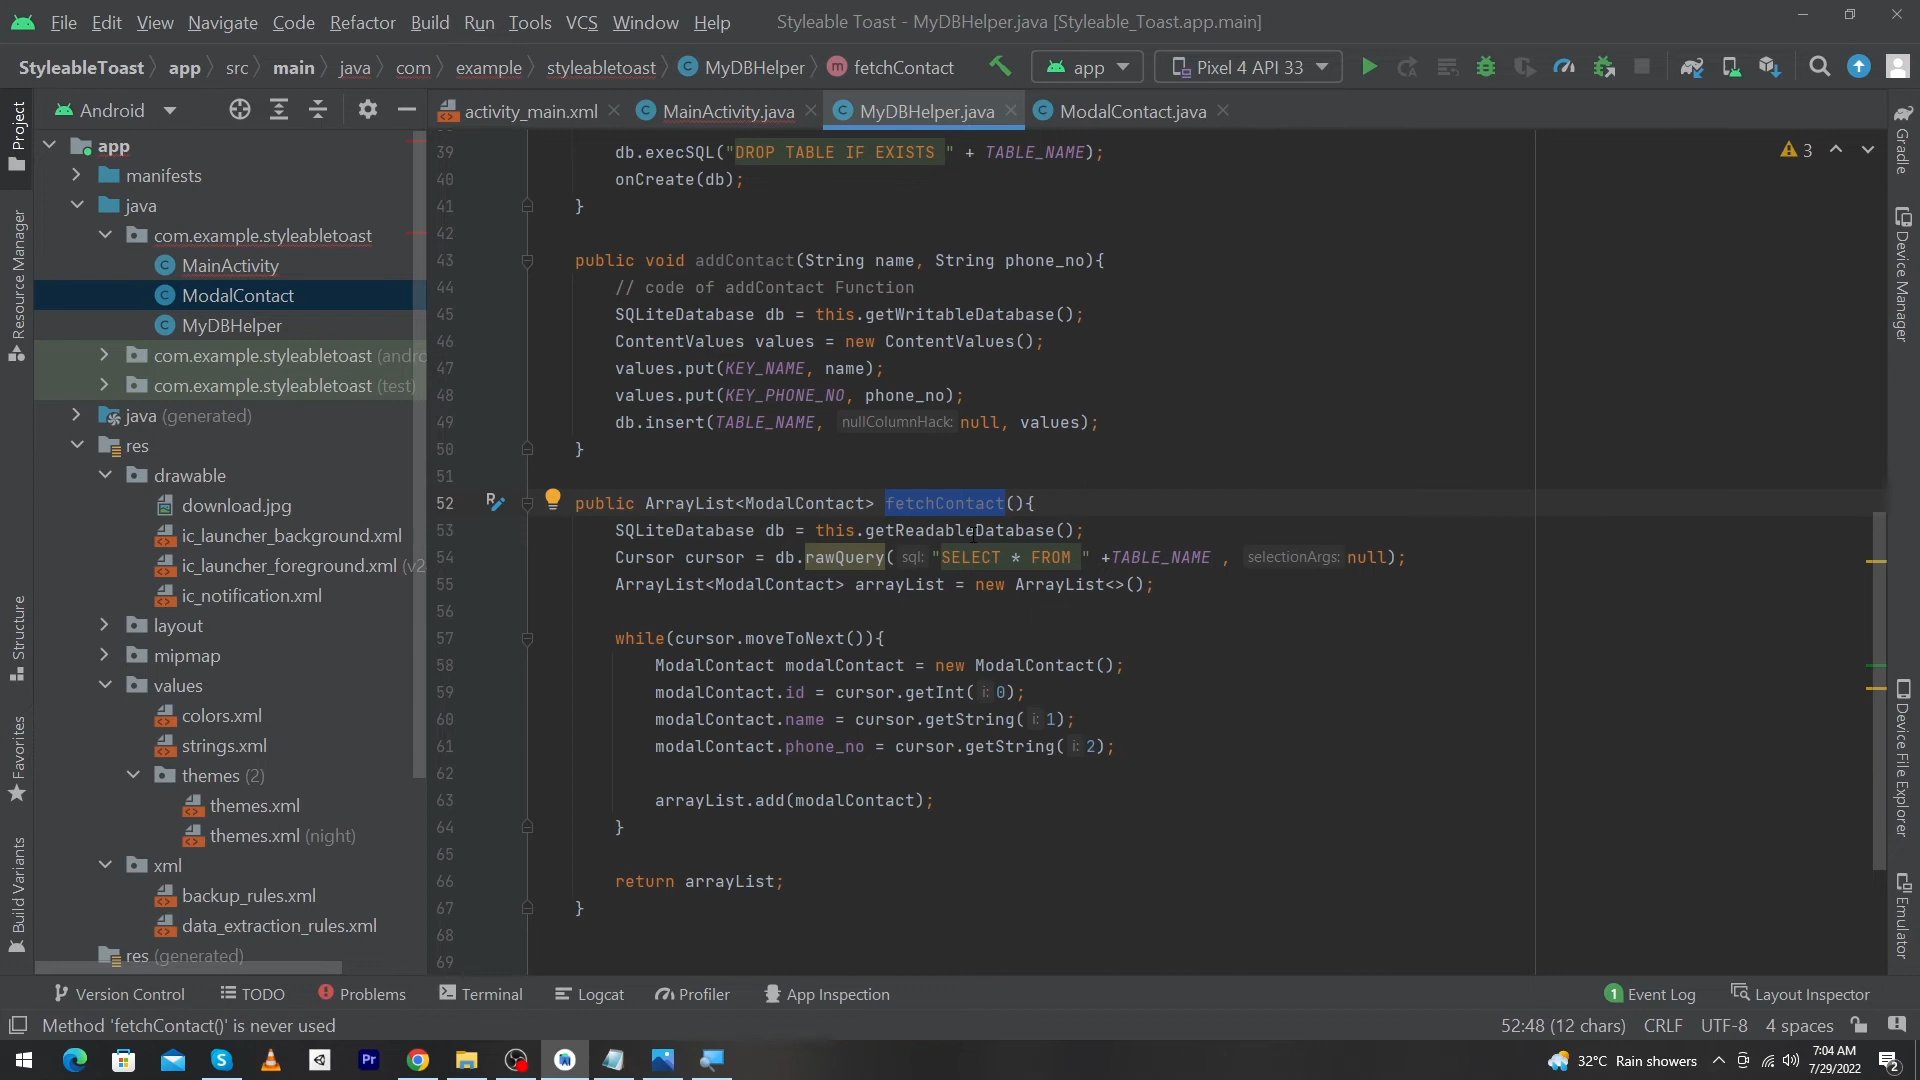 File Edit View Navigate Code Refactor Build Run Tools VCS Window Help Styleable Toast - MyDBHelper.java [Styleable_Toast.app.main]
StyleableToast app src main java com example styleabletoast MyDBHelper fetchContact app Pixel 4 API 33
Android
activity_main.xml MainActivity.java MyDBHelper.java ModalContact.java
Project
Resource Manager
Structure
Favorites
Build Variants
app
manifests
java
com.example.styleabletoast
MainActivity
ModalContact
MyDBHelper
com.example.styleabletoast (andro
com.example.styleabletoast (test)
java (generated)
res
drawable
download.jpg
ic_launcher_background.xml
ic_launcher_foreground.xml (v2
ic_notification.xml
layout
mipmap
values
colors.xml
strings.xml
themes (2)
themes.xml
themes.xml (night)
xml
backup_rules.xml
data_extraction_rules.xml
res (generated)
39 db.execSQL("DROP TABLE IF EXISTS " + TABLE_NAME);
40 onCreate(db);
41 }
42
43 public void addContact(String name, String phone_no){
44 // code of addContact Function
45 SQLiteDatabase db = this.getWritableDatabase();
46 ContentValues values = new ContentValues();
47 values.put(KEY_NAME, name);
48 values.put(KEY_PHONE_NO, phone_no);
49 db.insert(TABLE_NAME, nullColumnHack: null, values);
50 }
51
52 public ArrayList<ModalContact> fetchContact(){
53 SQLiteDatabase db = this.getReadableDatabase();
54 Cursor cursor = db.rawQuery( sql: "SELECT * FROM " +TABLE_NAME , selectionArgs: null);
55 ArrayList<ModalContact> arrayList = new ArrayList<>();
56
57 while(cursor.moveToNext()){
58 ModalContact modalContact = new ModalContact();
59 modalContact.id = cursor.getInt( i: 0);
60 modalContact.name = cursor.getString( i: 1);
61 modalContact.phone_no = cursor.getString( i: 2);
62
63 arrayList.add(modalContact);
64 }
65
66 return arrayList;
67 }
68
69
3
Gradle
Device Manager
Device File Explorer
Emulator
Version Control TODO Problems Terminal Logcat Profiler App Inspection 1 Event Log Layout Inspector
Method 'fetchContact()' is never used 52:48 (12 chars) CRLF UTF-8 4 spaces
Pr 32°C Rain showers 7:04 AM
7/29/2022 2